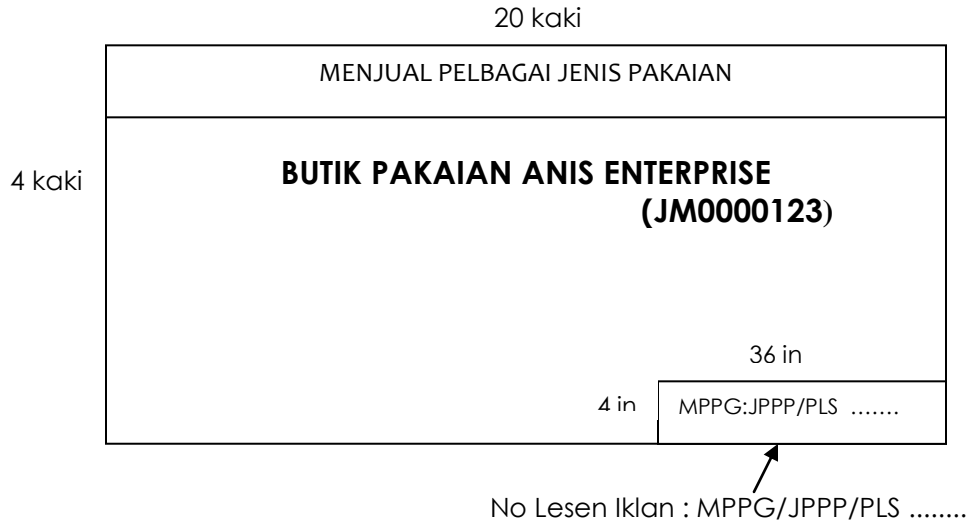 20 kaki
MENJUAL PELBAGAI JENIS PAKAIAN
4 kaki
BUTIK PAKAIAN ANIS ENTERPRISE
(JM0000123)
36 in
4 in
MPPG:JPPP/PLS .......
No Lesen Iklan : MPPG/JPPP/PLS ........